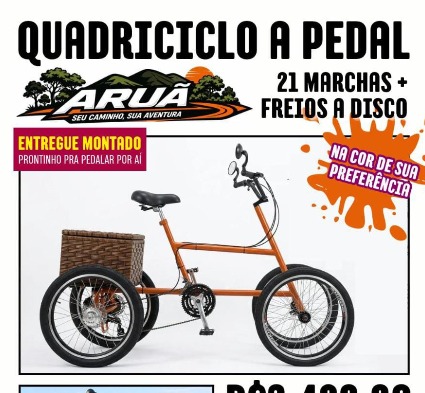 QUADRICICLO A PEDAL
ARUÃ
SEU CAMINHO, SUA AVENTURA
21 MARCHAS +
FREIOS A DISCO
ENTREGUE MONTADO
PRONTINHO PRA PEDALAR POR AÍ
NA COR DE SUA
PREFERÊNCIA